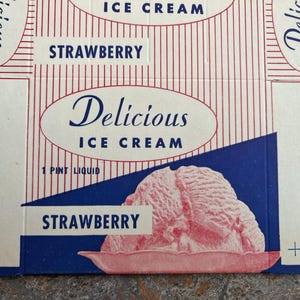 ICE CREAM
STRAWBERRY
Delicious
ICE CREAM
1 PINT LIQUID
STRAWBERRY